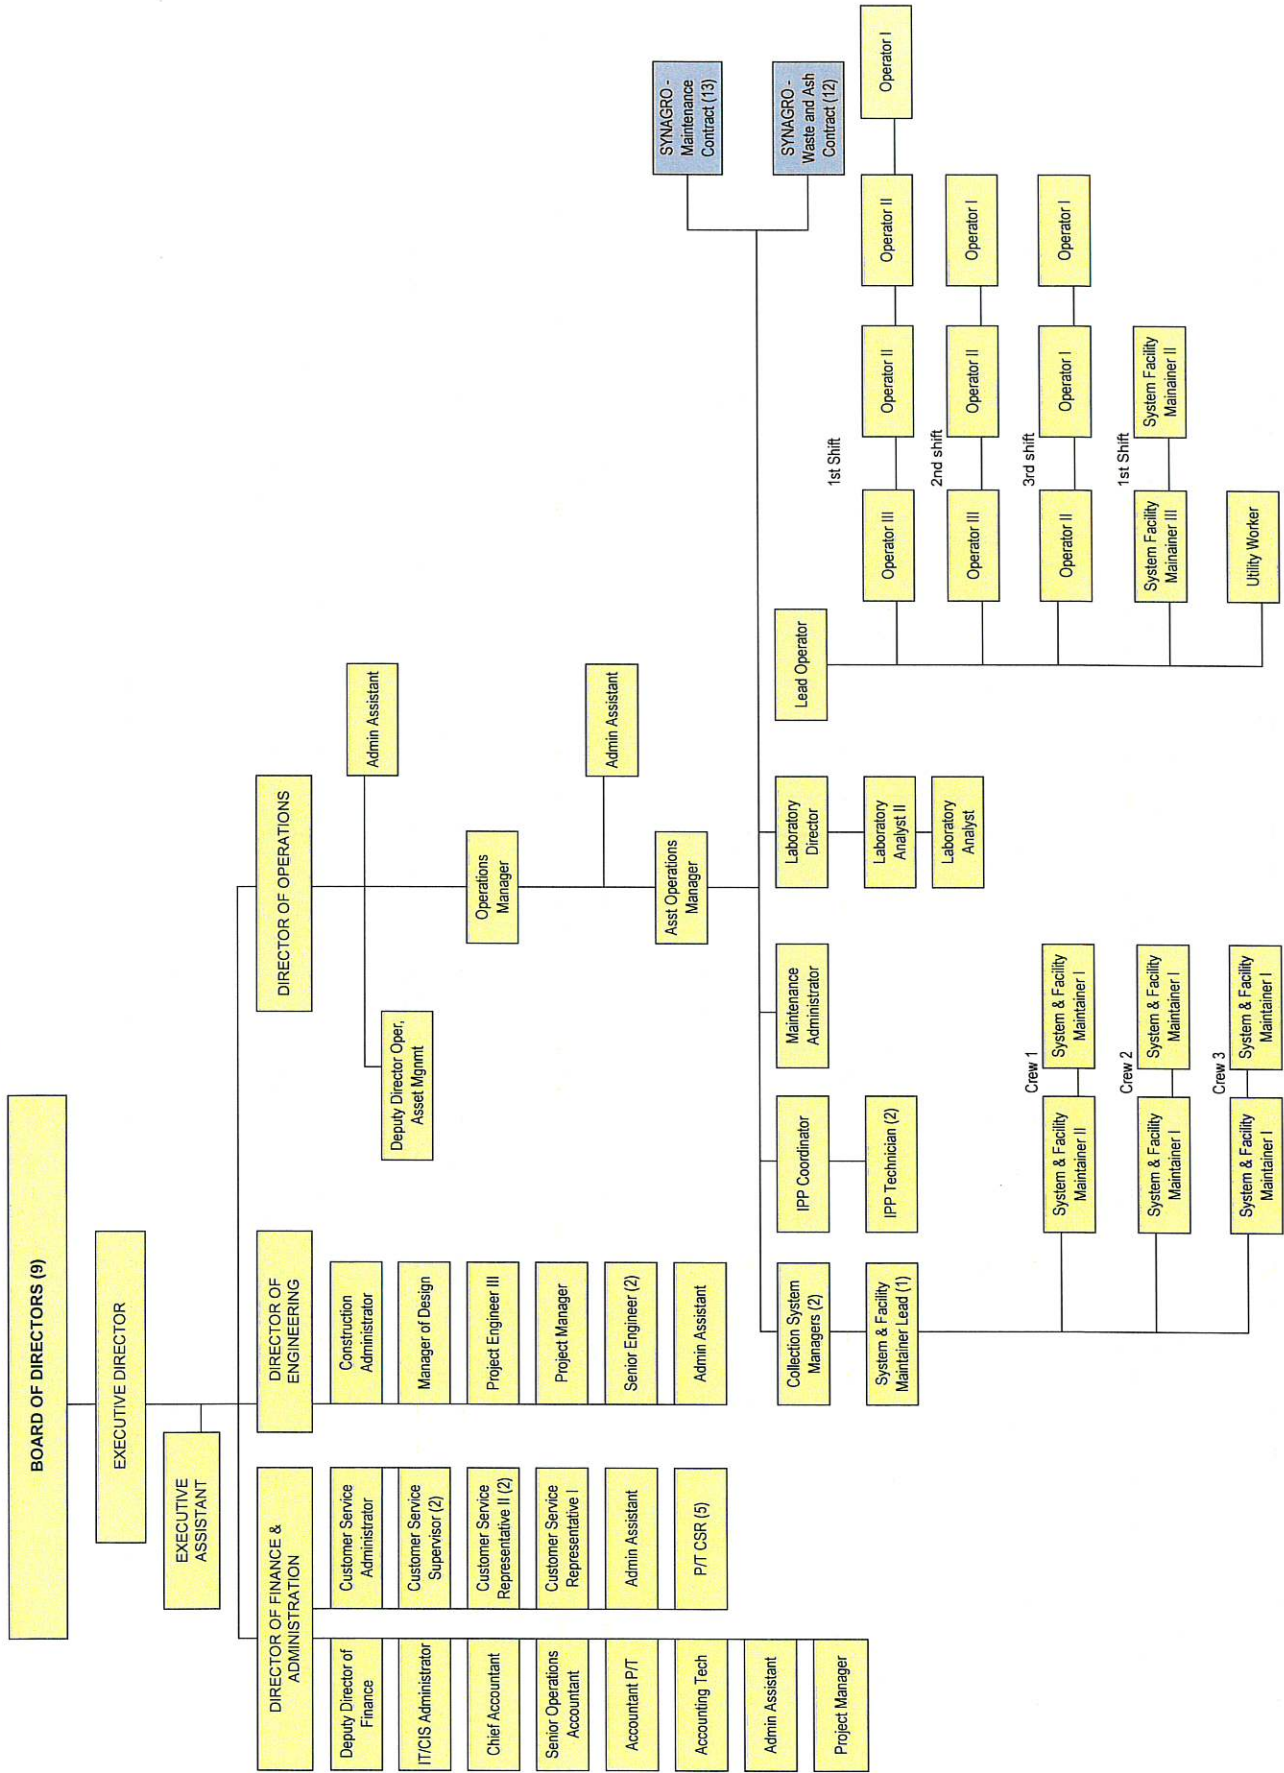 BOARD OF DIRECTORS (9)
EXECUTIVE DIRECTOR
EXECUTIVE
ASSISTANT
DIRECTOR OF FINANCE &
ADMINISTRATION
Deputy Director of
Finance
IT/CIS Administrator
Chief Accountant
Senior Operations
Accountant
Accountant P/T
Accounting Tech
Admin Assistant
Project Manager
Customer Service
Administrator
Customer Service
Supervisor (2)
Customer Service
Representative II (2)
Customer Service
Representative I
Admin Assistant
P/T CSR (5)
DIRECTOR OF
ENGINEERING
Construction
Administrator
Manager of Design
Project Engineer III
Project Manager
Senior Engineer (2)
Admin Assistant
DIRECTOR OF OPERATIONS
Admin Assistant
Deputy Director Oper,
Asset Mgnmt
Operations
Manager
Admin Assistant
Asst Operations
Manager
SYNAGRO -
Maintenance
Contract (13)
SYNAGRO -
Waste and Ash
Contract (12)
Collection System
Managers (2)
System & Facility
Maintainer Lead (1)
Crew 1
System & Facility
Maintainer II
System & Facility
Maintainer I
Crew 2
System & Facility
Maintainer I
System & Facility
Maintainer I
Crew 3
System & Facility
Maintainer I
System & Facility
Maintainer I
IPP Coordinator
IPP Technician (2)
Maintenance
Administrator
Laboratory
Director
Laboratory
Analyst II
Laboratory
Analyst
Lead Operator
1st Shift
Operator III
Operator II
Operator II
Operator I
2nd shift
Operator III
Operator II
Operator I
3rd shift
Operator II
Operator I
Operator I
1st Shift
System Facility
Mainainer III
System Facility
Mainainer II
Utility Worker